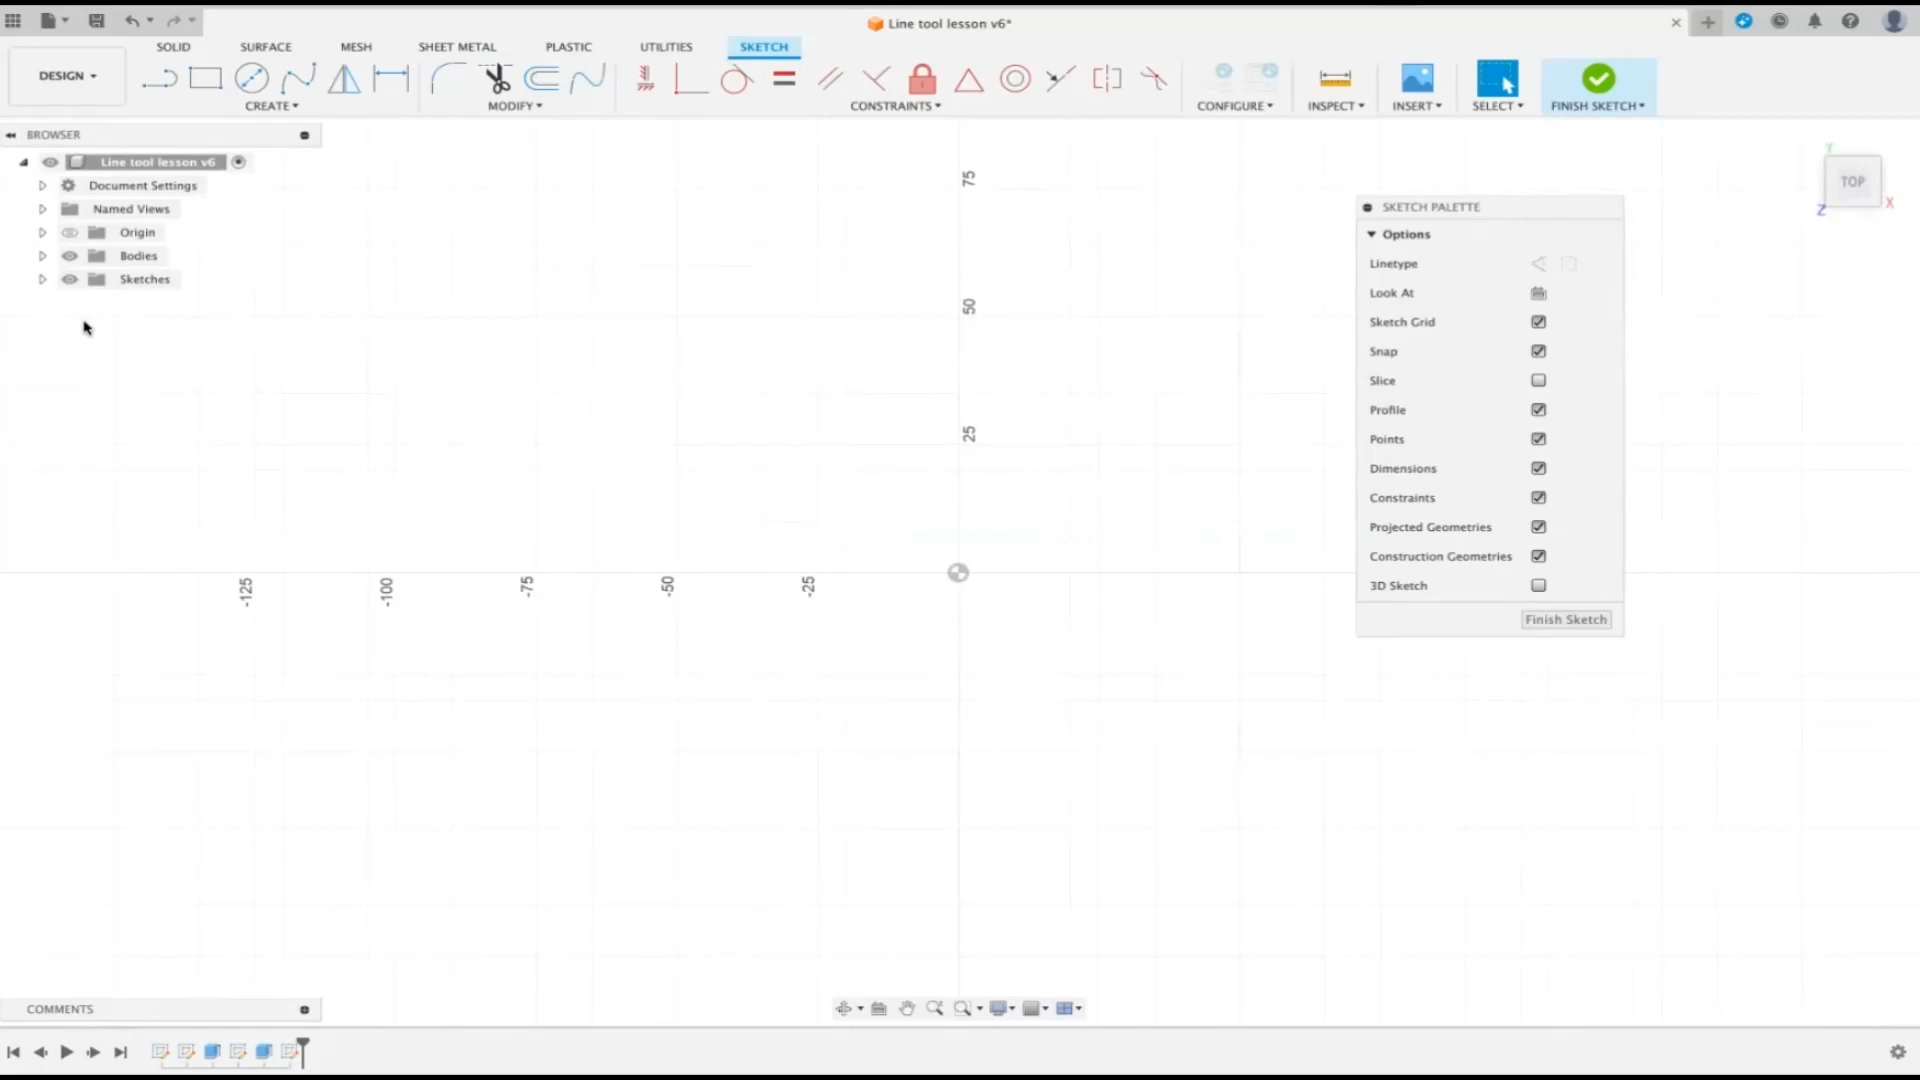 Line tool lesson v6*
SOLID
SURFACE
MESH
SHEET METAL
PLASTIC
UTILITIES
SKETCH
DESIGN
CREATE
MODIFY
CONSTRAINTS
CONFIGURE
INSPECT
INSERT
SELECT
FINISH SKETCH
BROWSER
Line tool lesson v6
Document Settings
Named Views
Origin
Bodies
Sketches
75
50
25
-125
-100
-75
-50
-25
TOP
Y
X
Z
SKETCH PALETTE
Options
Linetype
Look At
Sketch Grid
Snap
Slice
Profile
Points
Dimensions
Constraints
Projected Geometries
Construction Geometries
3D Sketch
Finish Sketch
COMMENTS